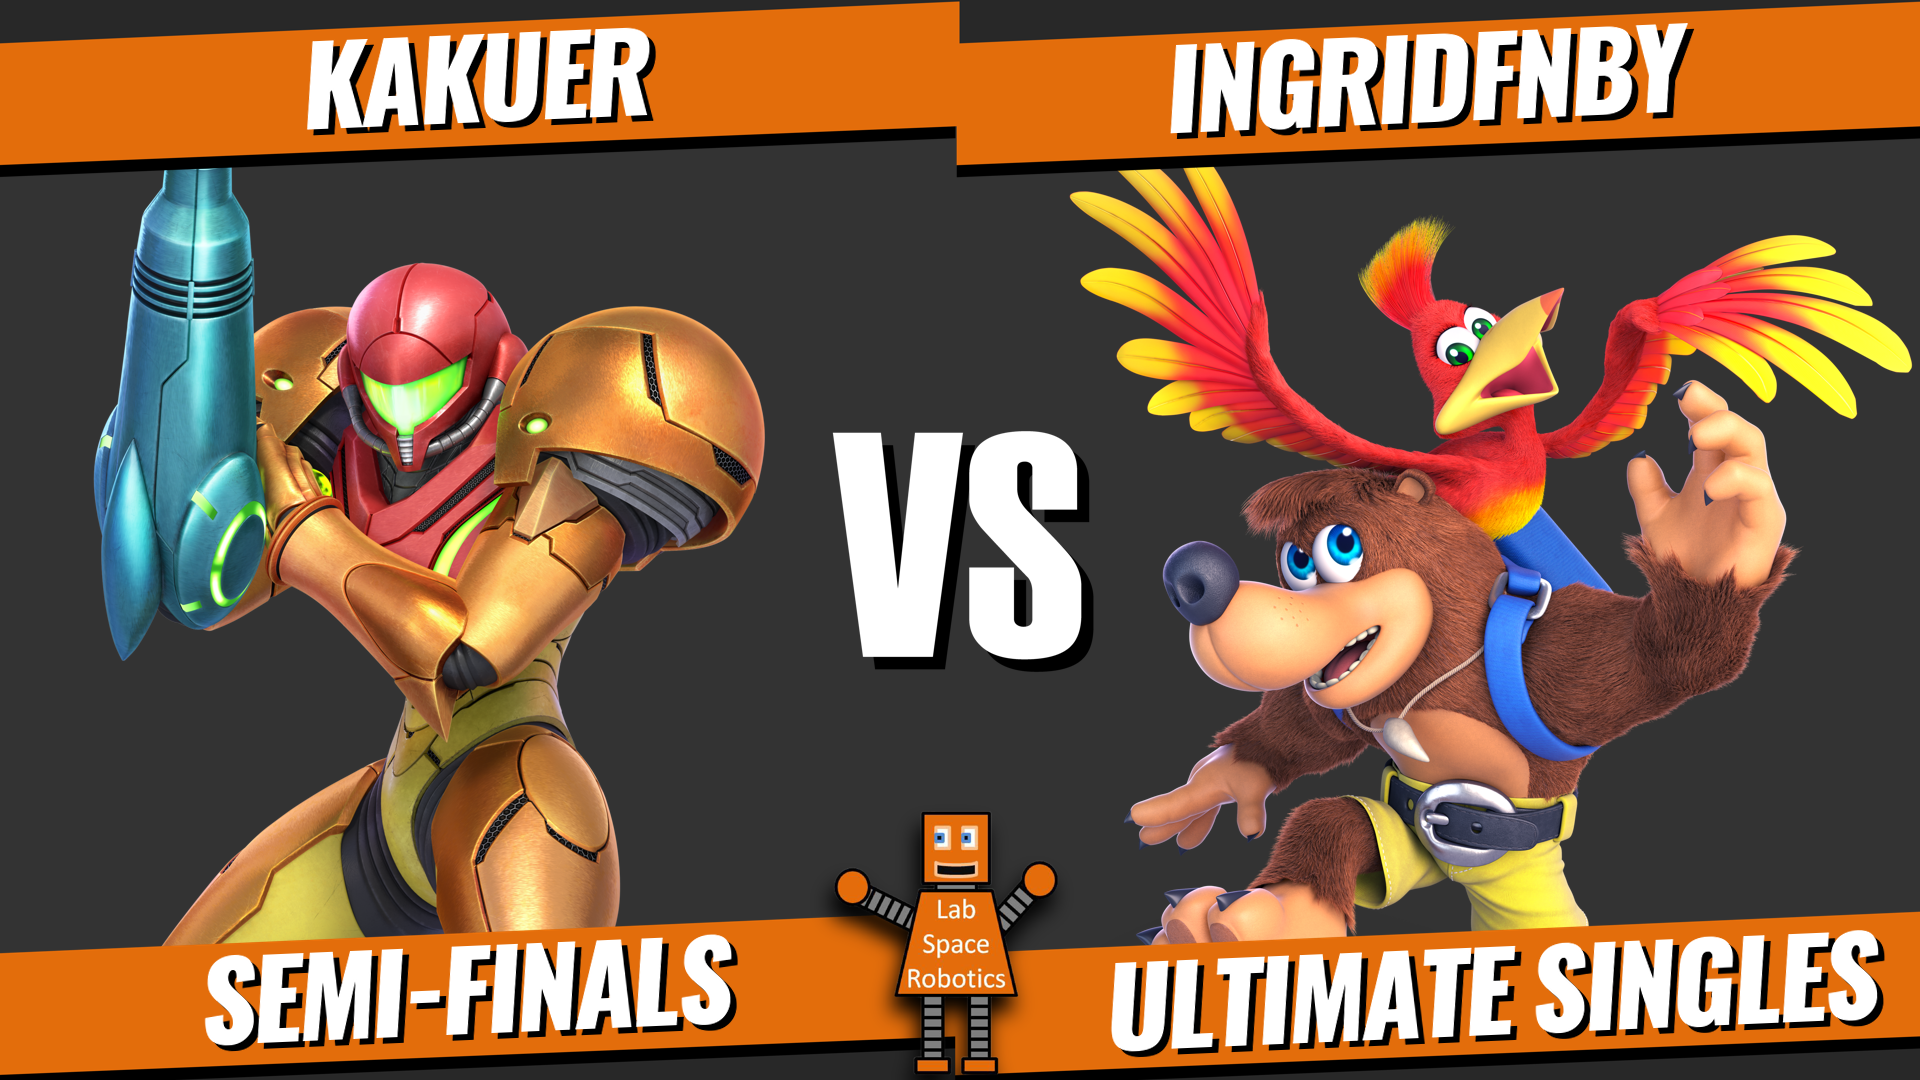 KAKUER
INGRIDFNBY
VS
SEMI-FINALS
Lab
Space
Robotics
ULTIMATE SINGLES